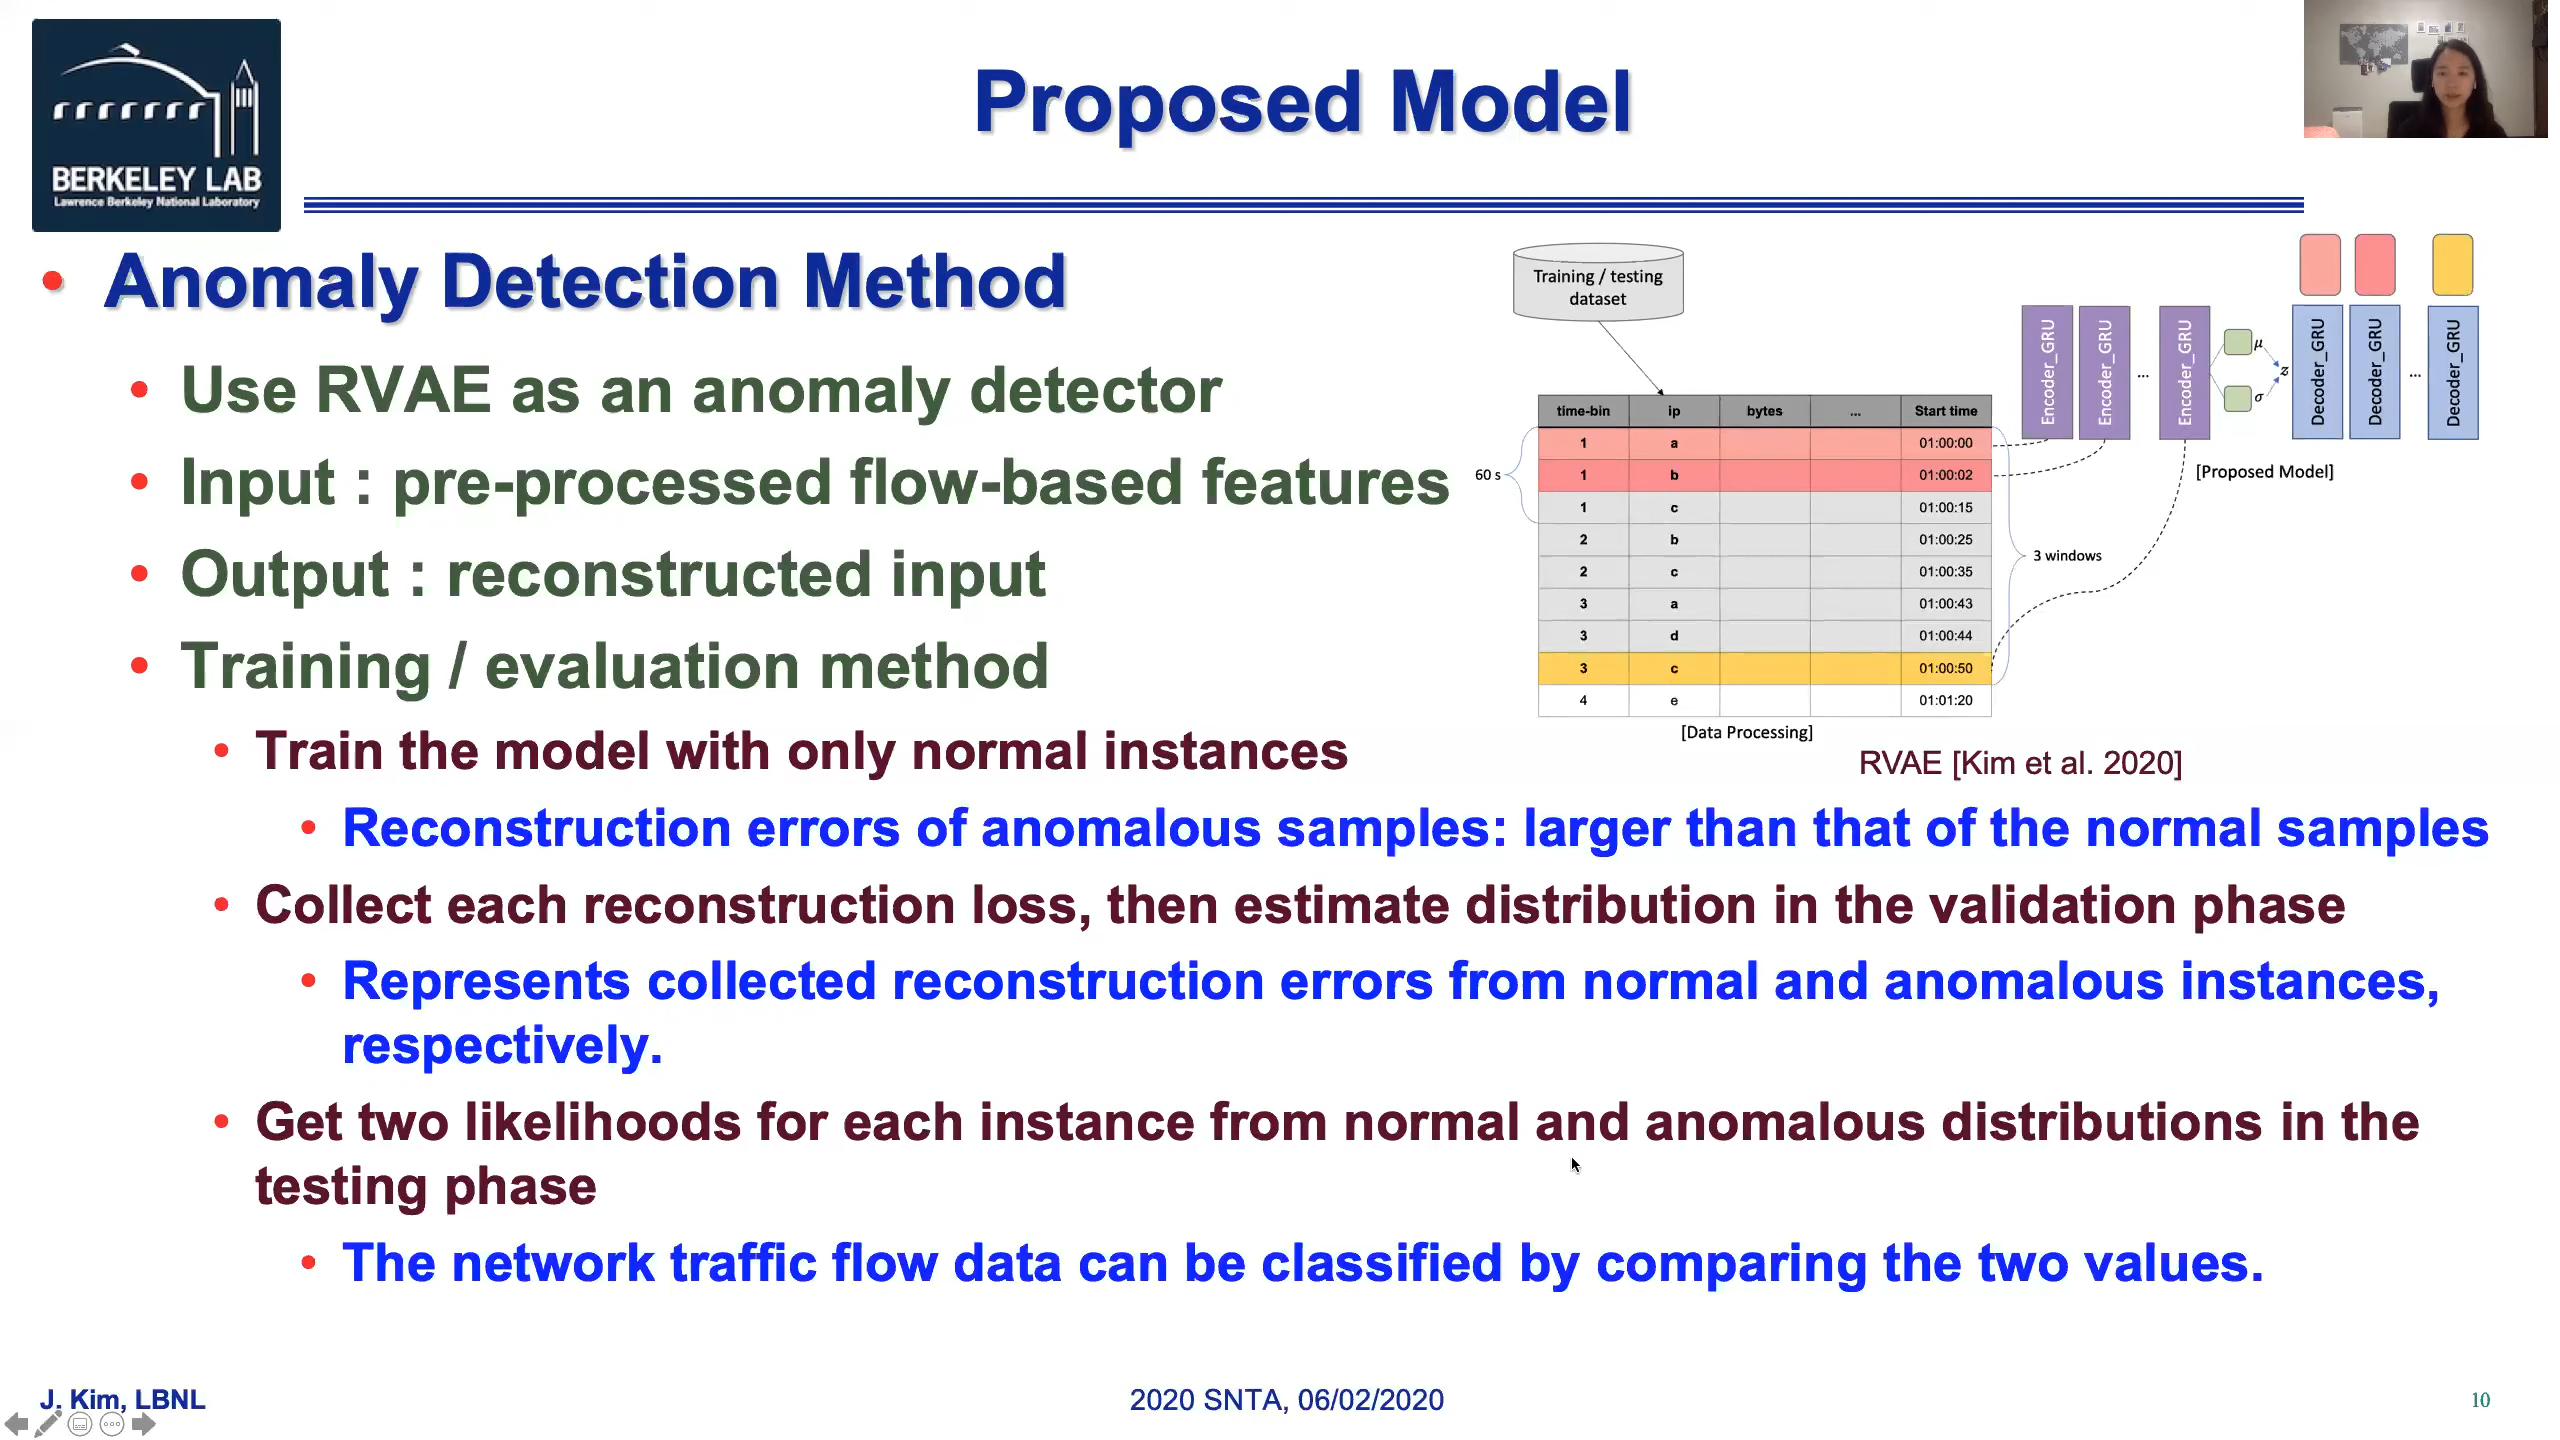 BERKELEY LAB
Lawrence Berkeley National Laboratory
Proposed Model
• Anomaly Detection Method
• Use RVAE as an anomaly detector
• Input : pre-processed flow-based features
• Output : reconstructed input
• Training / evaluation method
• Train the model with only normal instances
• Reconstruction errors of anomalous samples: larger than that of the normal samples
• Collect each reconstruction loss, then estimate distribution in the validation phase
• Represents collected reconstruction errors from normal and anomalous instances,
respectively.
• Get two likelihoods for each instance from normal and anomalous distributions in the
testing phase
• The network traffic flow data can be classified by comparing the two values.
Training / testing
dataset
time-bin ip bytes ... Start time
1 a 01:00:00
1 b 01:00:02
1 c 01:00:15
2 b 01:00:25
2 c 01:00:35
3 a 01:00:43
3 d 01:00:44
3 c 01:00:50
4 e 01:01:20
60 s
3 windows
[Data Processing]
Encoder_GRU
Encoder_GRU
...
Encoder_GRU
μ
σ
z
Decoder_GRU
Decoder_GRU
...
Decoder_GRU
[Proposed Model]
RVAE [Kim et al. 2020]
J. Kim, LBNL
2020 SNTA, 06/02/2020
10